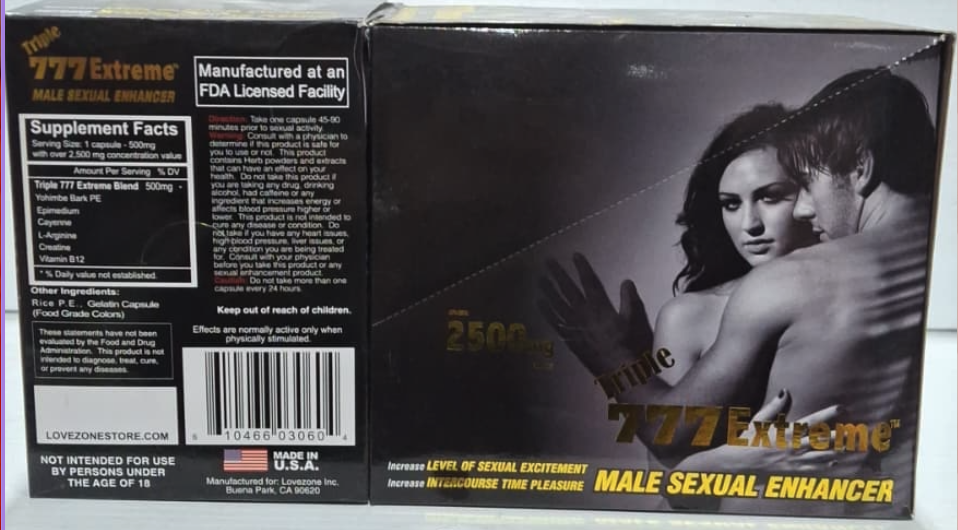 Triple
777 Extreme™
MALE SEXUAL ENHANCER
Supplement Facts
Serving Size: 1 capsule - 500mg
with over 2,500 mg concentration value
Amount Per Serving % DV
Triple 777 Extreme Blend 500mg *
Yohimbe Bark PE
Epimedium
Cayenne
L-Arginine
Creatine
Vitamin B12
* % Daily value not established.
Other Ingredients:
Rice P.E., Gelatin Capsule
(Food Grade Colors)
These statements have not been
evaluated by the Food and Drug
Administration. This product is not
intended to diagnose, treat, cure,
or prevent any diseases.
LOVEZONESTORE.COM
NOT INTENDED FOR USE
BY PERSONS UNDER
THE AGE OF 18
Manufactured at an
FDA Licensed Facility
Direction: Take one capsule 45-90
minutes prior to sexual activity.
Warning: Consult with a physician to
determine if this product is safe for
you to use or not. This product
contains Herb powders and extracts
that can have an effect on your
health. Do not take this product if
you are taking any drug, drinking
alcohol, had caffeine or any
ingredient that increases energy or
affects blood pressure higher or
lower. This product is not intended to
cure any disease or condition. Do
not take if you have any heart issues,
high blood pressure, liver issues, or
any condition you are being treated
for. Consult with your physician
before you take this product or any
sexual enhancement product.
Caution: Do not take more than one
capsule every 24 hours.
Keep out of reach of children.
Effects are normally active only when
physically stimulated.
8 10466 03060 4
MADE IN
U.S.A.
Manufactured for: Lovezone Inc.
Buena Park, CA 90620
2500mg
Triple
777 Extreme™
Increase LEVEL OF SEXUAL EXCITEMENT
Increase INTERCOURSE TIME PLEASURE
MALE SEXUAL ENHANCER